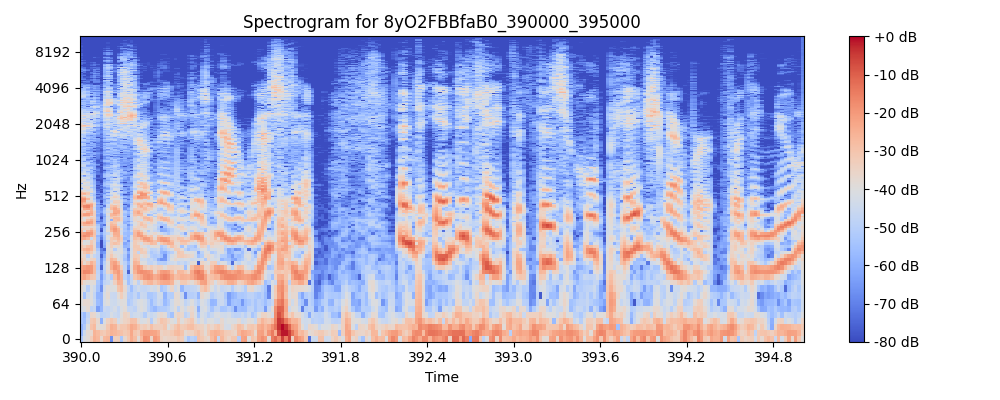 Spectrogram for 8yO2FBBfaB0_390000_395000
8192
4096
2048
1024
512
256
128
64
0
Hz
390.0 390.6 391.2 391.8 392.4 393.0 393.6 394.2 394.8
Time
+0 dB
-10 dB
-20 dB
-30 dB
-40 dB
-50 dB
-60 dB
-70 dB
-80 dB